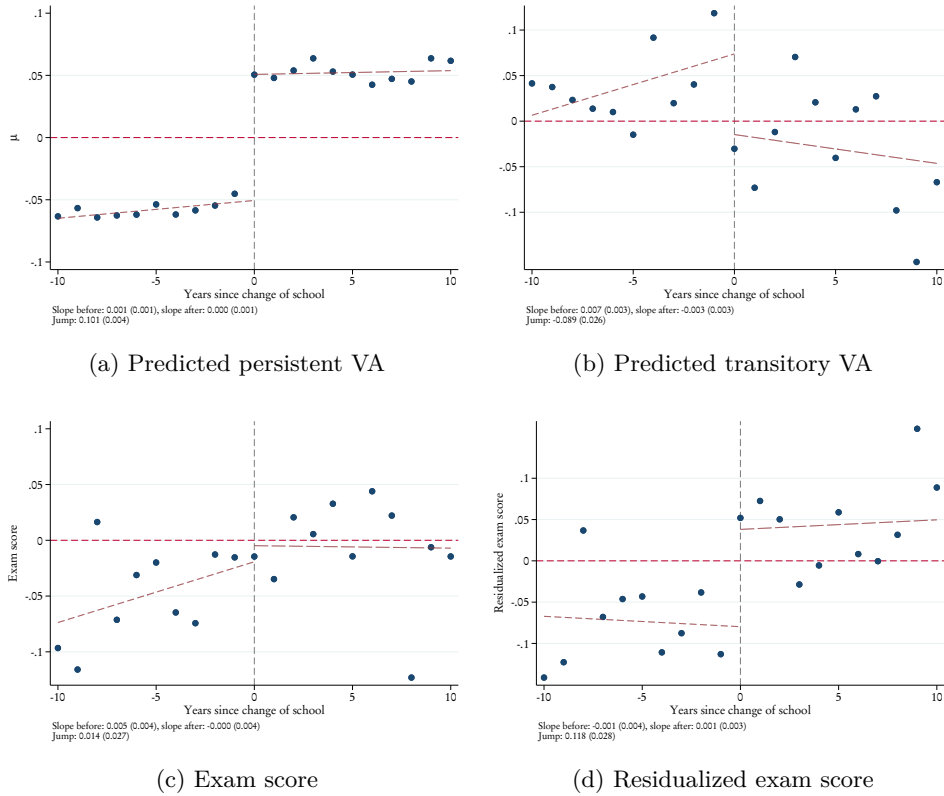 .1
.05
0
-.05
-.1
μ
-10 -5 0 5 10
Years since change of school
Slope before: 0.001 (0.001), slope after: 0.000 (0.001)
Jump: 0.101 (0.004)
(a) Predicted persistent VA
.1
.05
0
-.05
-.1
-10 -5 0 5 10
Years since change of school
Slope before: 0.007 (0.003), slope after: -0.003 (0.003)
Jump: -0.089 (0.026)
(b) Predicted transitory VA
.1
.05
0
-.05
-.1
Exam score
-10 -5 0 5 10
Years since change of school
Slope before: 0.005 (0.004), slope after: -0.000 (0.004)
Jump: 0.014 (0.027)
(c) Exam score
.1
.05
0
-.05
-.1
Residualized exam score
-10 -5 0 5 10
Years since change of school
Slope before: -0.001 (0.004), slope after: 0.001 (0.003)
Jump: 0.118 (0.028)
(d) Residualized exam score